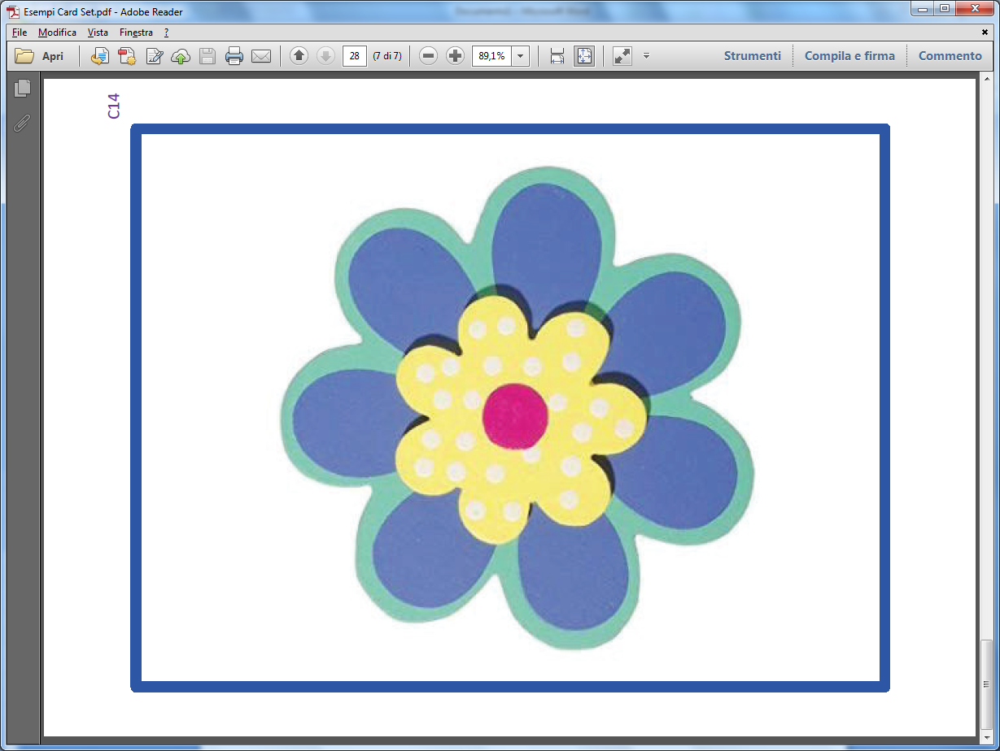 Esempi Card Set.pdf - Adobe Reader
File Modifica Vista Finestra ?
Apri 28 (7 di 7) 89,1% Strumenti Compila e firma Commento
C14